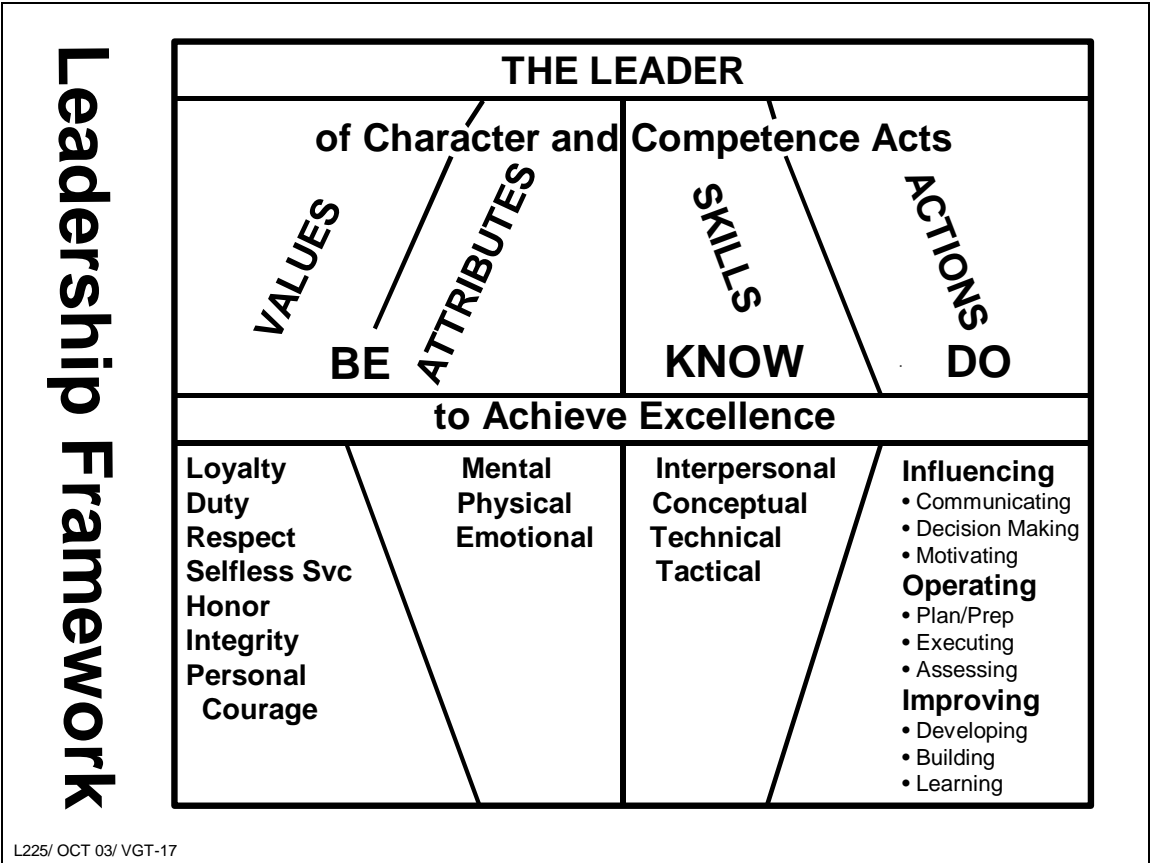 Leadership Framework
THE LEADER
of Character and Competence Acts
VALUES
ATTRIBUTES
SKILLS
ACTIONS
BE
KNOW
DO
to Achieve Excellence
Loyalty
Duty
Respect
Selfless Svc
Honor
Integrity
Personal
Courage
Mental
Physical
Emotional
Interpersonal
Conceptual
Technical
Tactical
Influencing
• Communicating
• Decision Making
• Motivating
Operating
• Plan/Prep
• Executing
• Assessing
Improving
• Developing
• Building
• Learning
L225/ OCT 03/ VGT-17